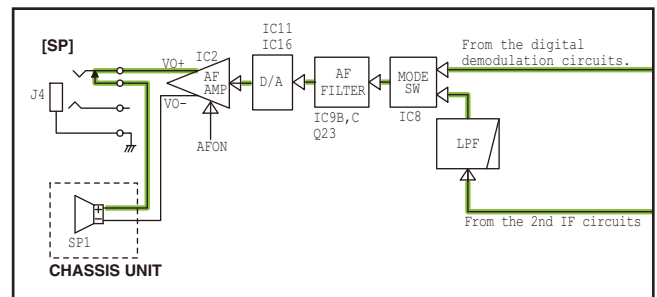 [SP]
J4
VO+
VO-
IC2
AF
AMP
AFON
IC11
IC16
D/A
AF
FILTER
IC9B,C
Q23
MODE
SW
IC8
From the digital
demodulation circuits.
LPF
From the 2nd IF circuits
+
−
SP1
CHASSIS UNIT